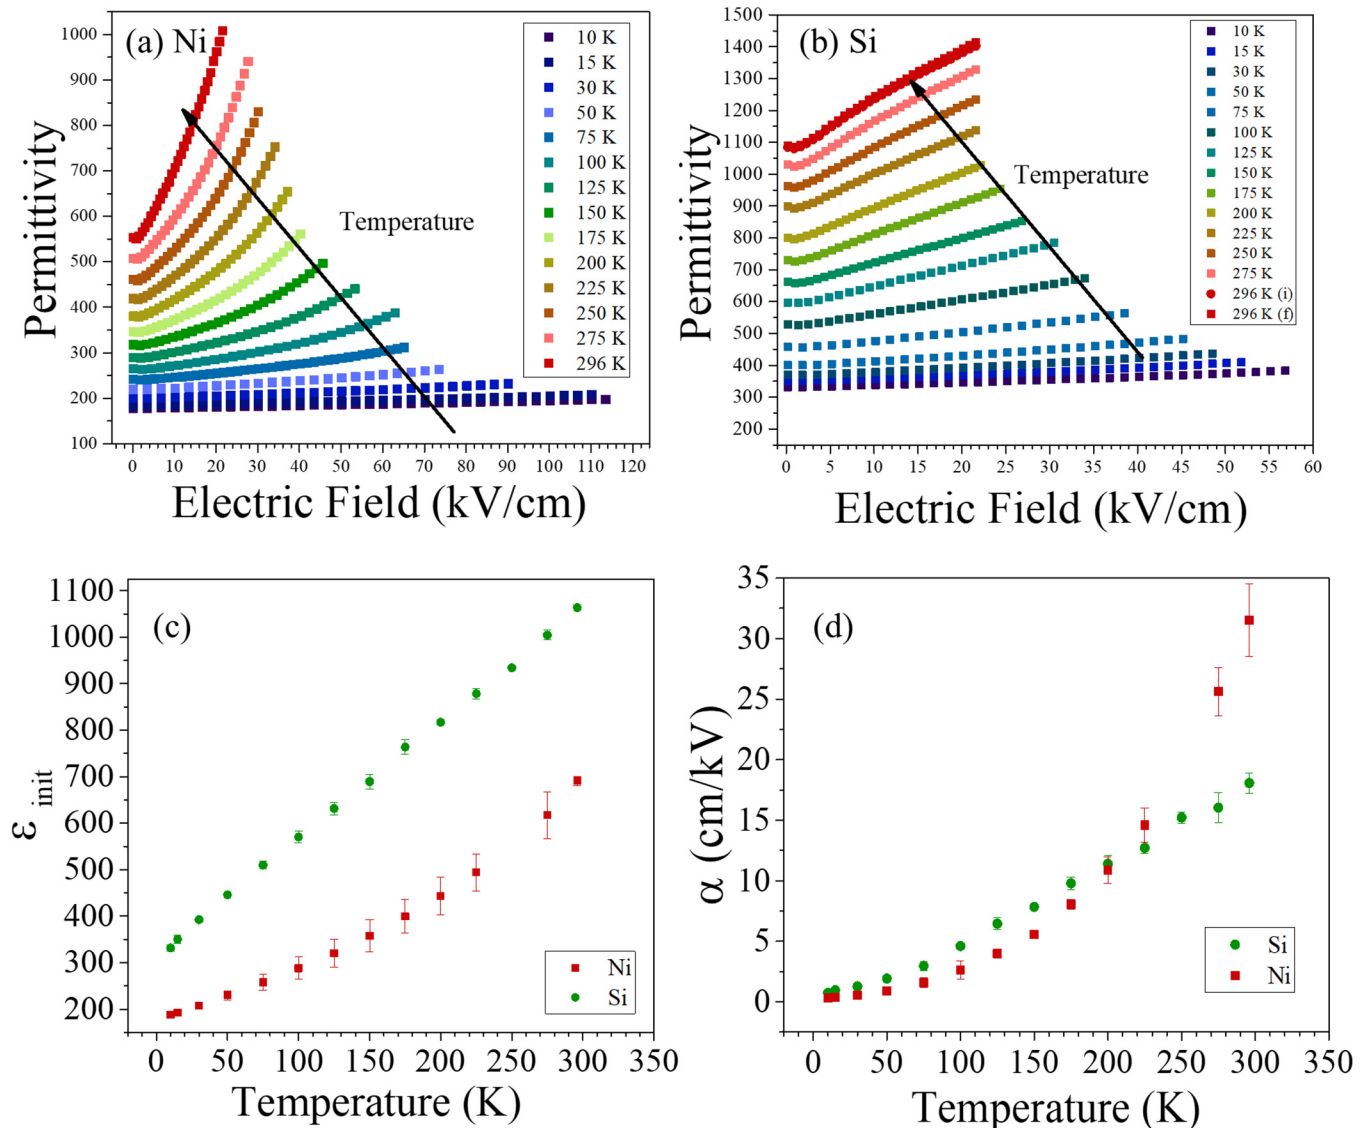 (a) Ni
1000
900
800
700
600
500
400
300
200
100
Permittivity
10 K
15 K
30 K
50 K
75 K
100 K
125 K
150 K
175 K
200 K
225 K
250 K
275 K
296 K
Temperature
0 10 20 30 40 50 60 70 80 90 100 110 120
Electric Field (kV/cm)
(b) Si
1500
1400
1300
1200
1100
1000
900
800
700
600
500
400
300
200
Permittivity
10 K
15 K
30 K
50 K
75 K
100 K
125 K
150 K
175 K
200 K
225 K
250 K
275 K
296 K (i)
296 K (f)
Temperature
0 5 10 15 20 25 30 35 40 45 50 55 60
Electric Field (kV/cm)
(c)
1100
1000
900
800
700
600
500
400
300
200
ε init
Ni
Si
0 50 100 150 200 250 300 350
Temperature (K)
(d)
35
30
25
20
15
10
5
0
α (cm/kV)
Si
Ni
0 50 100 150 200 250 300 350
Temperature (K)